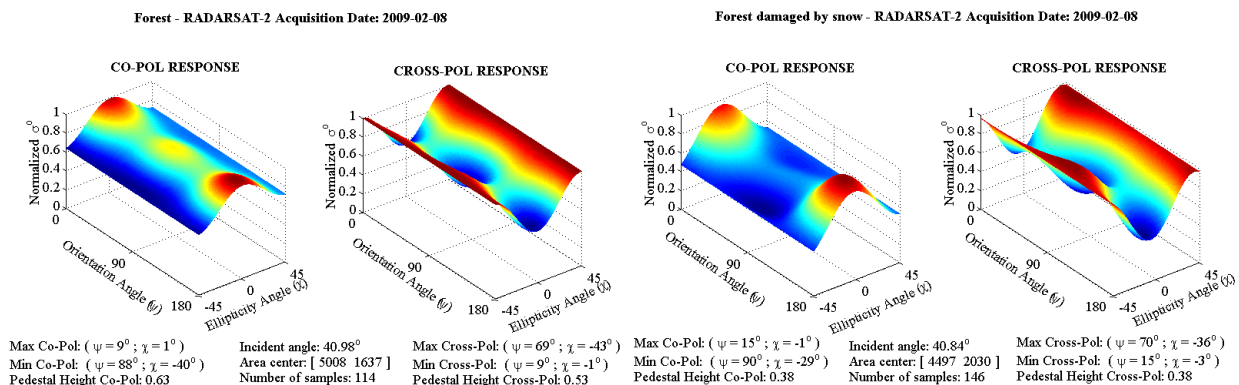 Forest - RADARSAT-2 Acquisition Date: 2009-02-08
CO-POL RESPONSE
Normalized σ⁰
1
0.8
0.6
0.4
0.2
0
0
90
180
Orientation Angle (ψ)
-45
0
45
Ellipticity Angle (χ)
CROSS-POL RESPONSE
Normalized σ⁰
1
0.8
0.6
0.4
0.2
0
0
90
180
Orientation Angle (ψ)
-45
0
45
Ellipticity Angle (χ)
Max Co-Pol: ( ψ = 9° ; χ = 1° )
Min Co-Pol: ( ψ = 88° ; χ = -40° )
Pedestal Height Co-Pol: 0.63
Incident angle: 40.98°
Area center: [ 5008 1637 ]
Number of samples: 114
Max Cross-Pol: ( ψ = 69° ; χ = -43° )
Min Cross-Pol: ( ψ = 9° ; χ = -1° )
Pedestal Height Cross-Pol: 0.53
Forest damaged by snow - RADARSAT-2 Acquisition Date: 2009-02-08
CO-POL RESPONSE
Normalized σ⁰
1
0.8
0.6
0.4
0.2
0
0
90
180
Orientation Angle (ψ)
-45
0
45
Ellipticity Angle (χ)
CROSS-POL RESPONSE
Normalized σ⁰
1
0.8
0.6
0.4
0.2
0
0
90
180
Orientation Angle (ψ)
-45
0
45
Ellipticity Angle (χ)
Max Co-Pol: ( ψ = 15° ; χ = -1° )
Min Co-Pol: ( ψ = 90° ; χ = -29° )
Pedestal Height Co-Pol: 0.38
Incident angle: 40.84°
Area center: [ 4497 2030 ]
Number of samples: 146
Max Cross-Pol: ( ψ = 70° ; χ = -36° )
Min Cross-Pol: ( ψ = 15° ; χ = -3° )
Pedestal Height Cross-Pol: 0.38